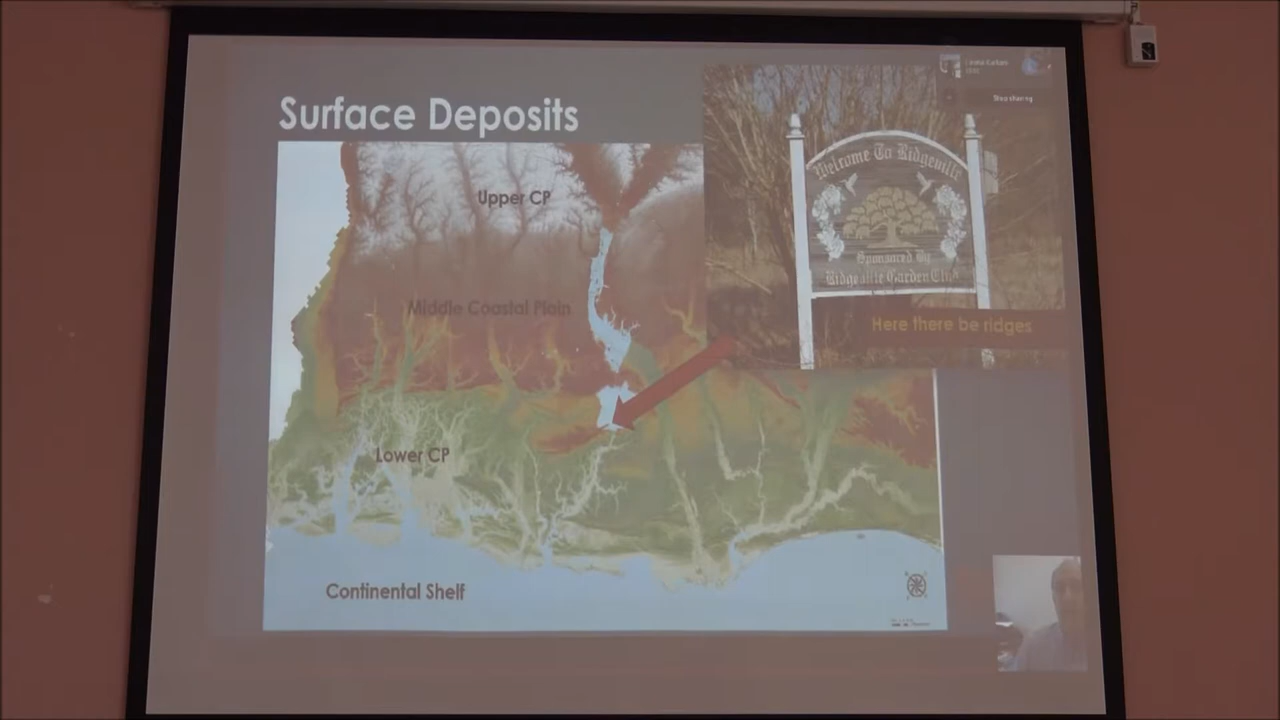 Surface Deposits
Stop sharing
Welcome To Ridgeville
Sponsored By
Ridgeville Garden Club
Here there be ridges
Upper CP
Middle Coastal Plain
Lower CP
Continental Shelf